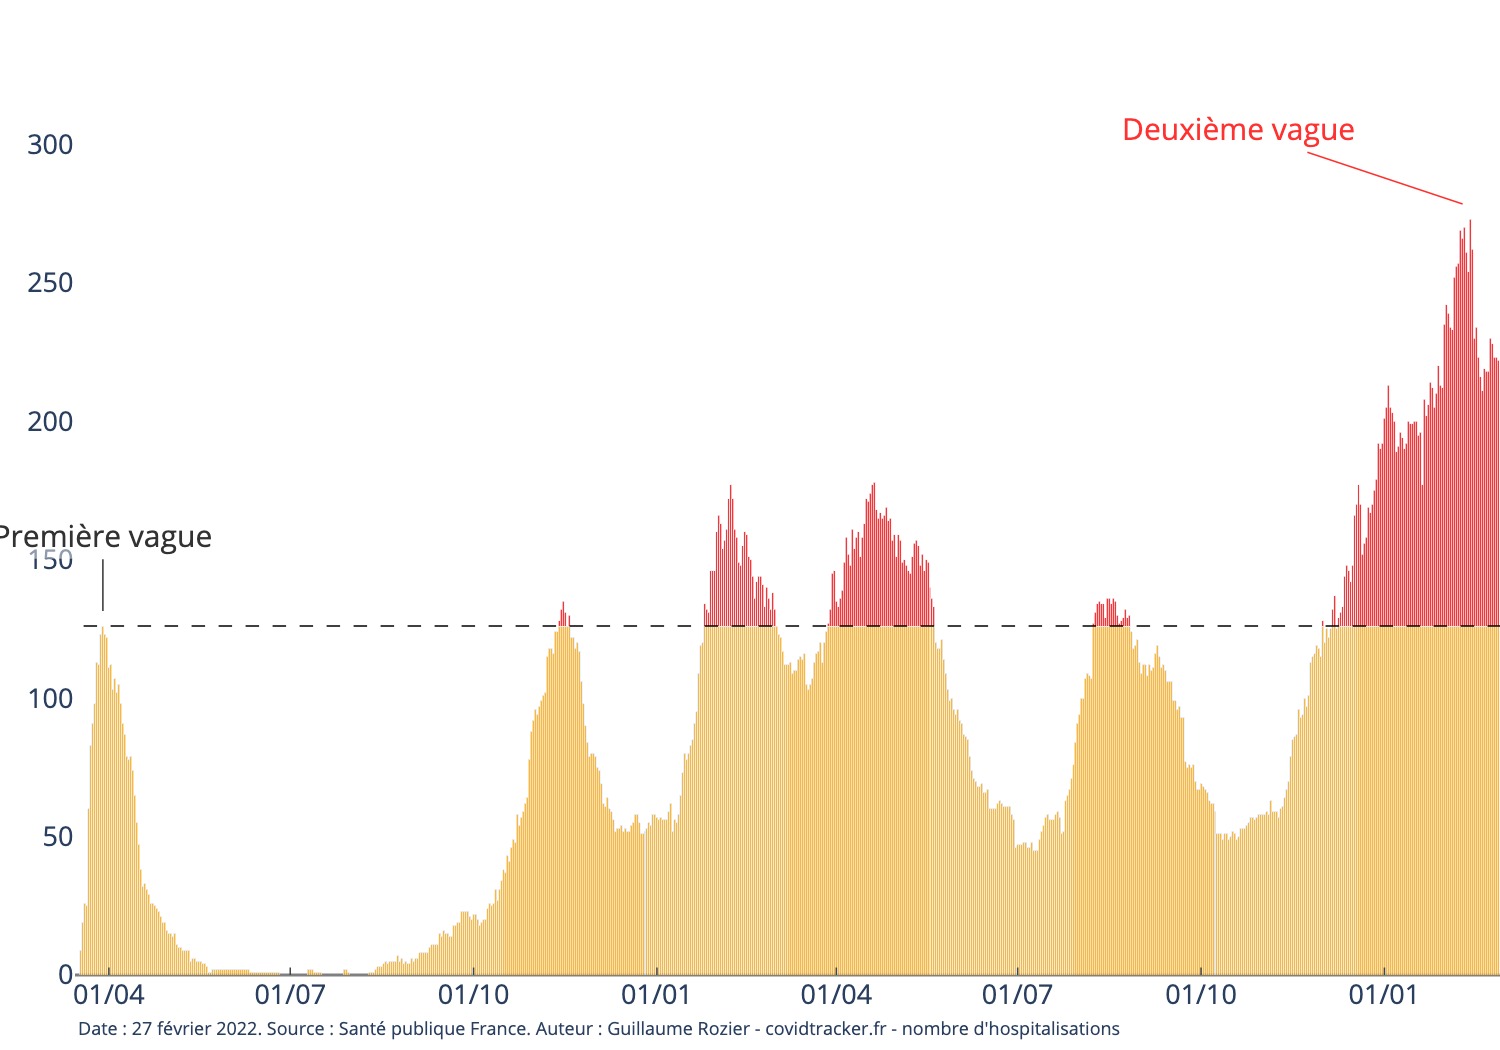 300
Deuxième vague
250
200
Première vague
150
100
50
0
01/04 01/07 01/10 01/01 01/04 01/07 01/10 01/01
Date : 27 février 2022. Source : Santé publique France. Auteur : Guillaume Rozier - covidtracker.fr - nombre d'hospitalisations